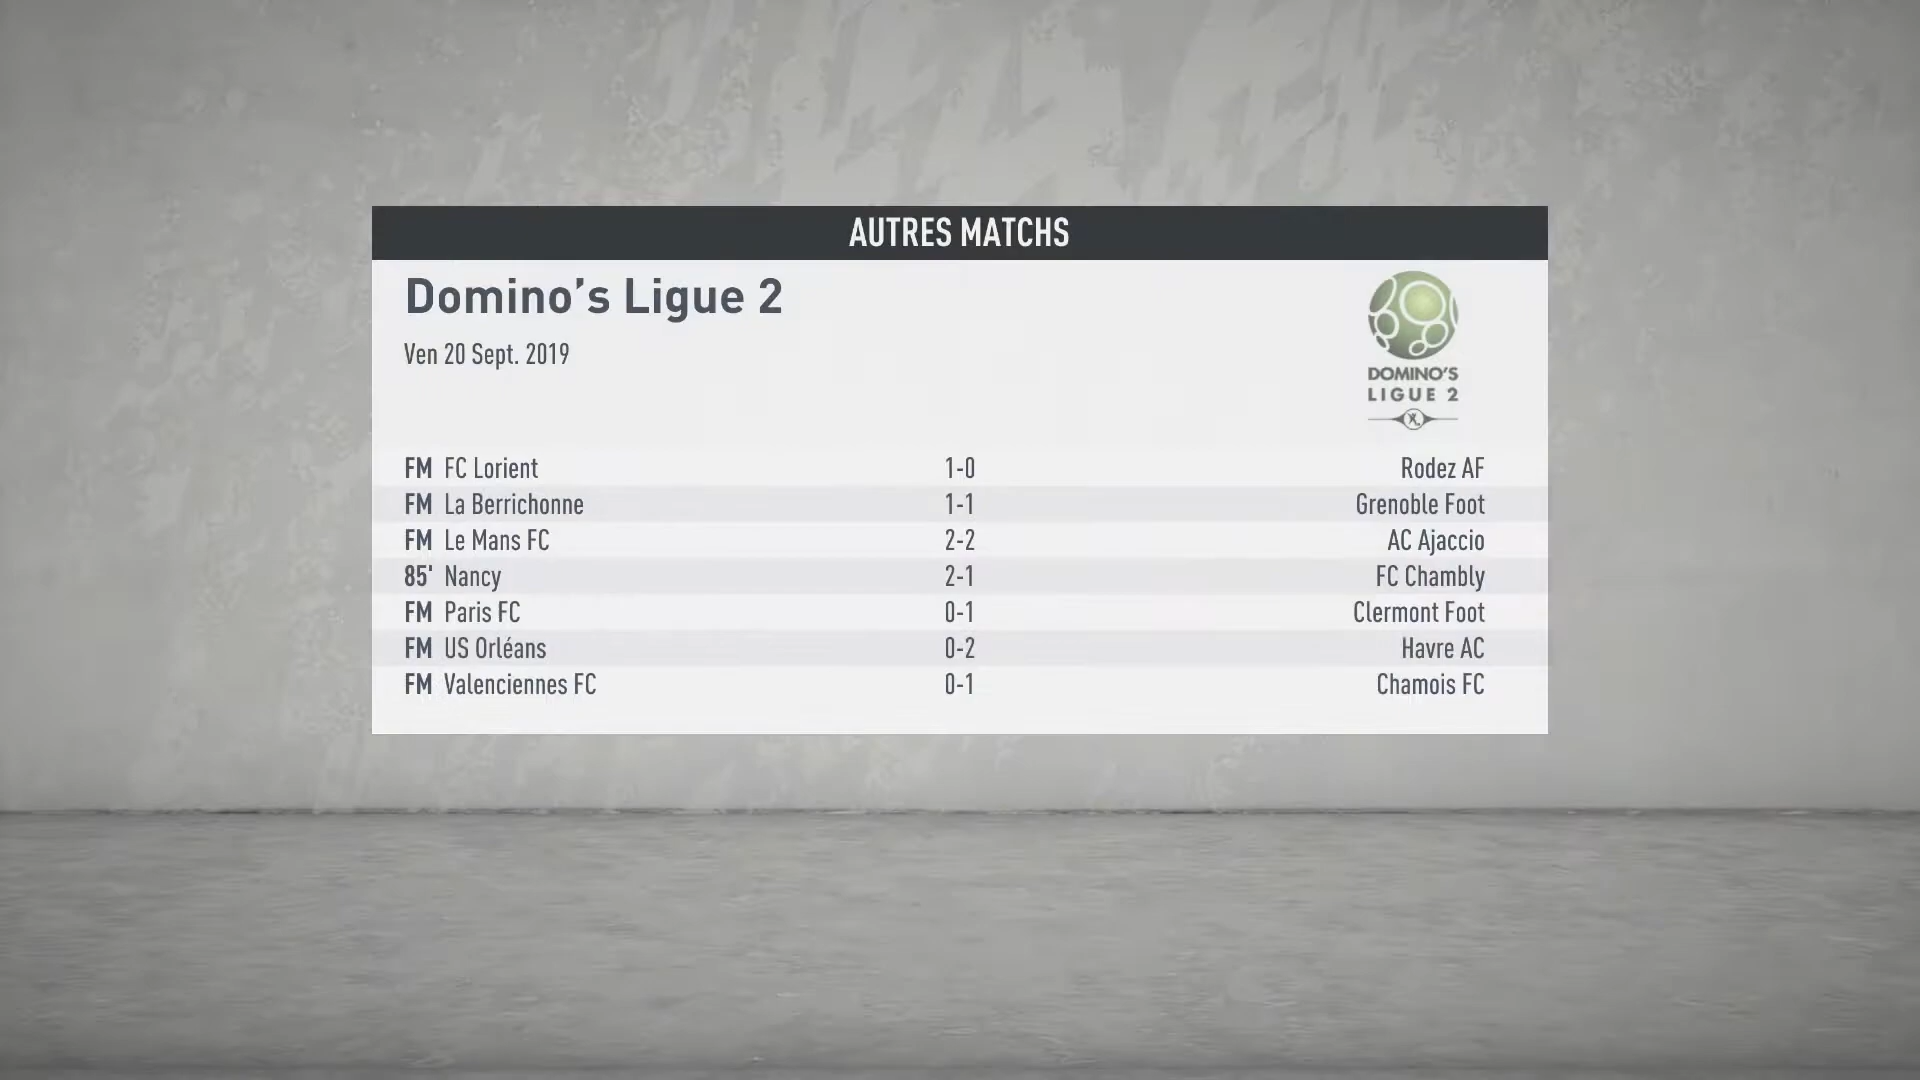 AUTRES MATCHS
Domino's Ligue 2
Ven 20 Sept. 2019
DOMINO'S
LIGUE 2
FM FC Lorient 1-0 Rodez AF
FM La Berrichonne 1-1 Grenoble Foot
FM Le Mans FC 2-2 AC Ajaccio
85' Nancy 2-1 FC Chambly
FM Paris FC 0-1 Clermont Foot
FM US Orléans 0-2 Havre AC
FM Valenciennes FC 0-1 Chamois FC